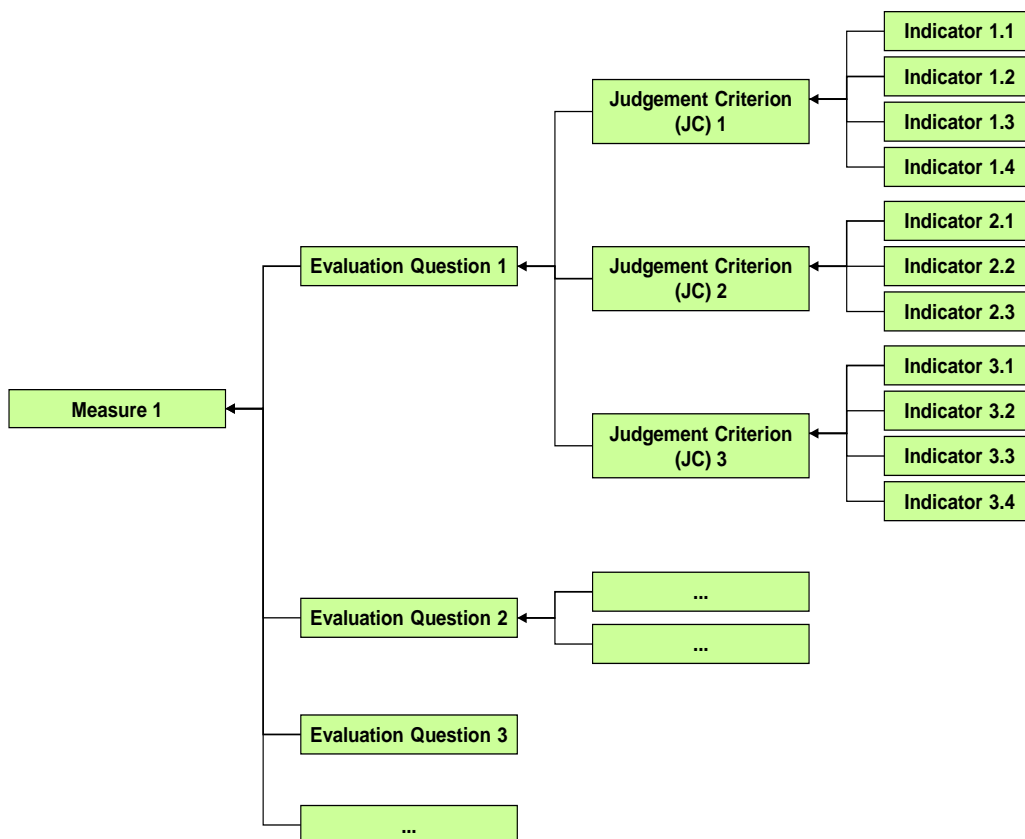 Indicator 1.1
Indicator 1.2
Judgement Criterion
(JC) 1
Indicator 1.3
Indicator 1.4
Indicator 2.1
Evaluation Question 1
Judgement Criterion
(JC) 2
Indicator 2.2
Indicator 2.3
Indicator 3.1
Measure 1
Indicator 3.2
Judgement Criterion
(JC) 3
Indicator 3.3
Indicator 3.4
...
Evaluation Question 2
...
Evaluation Question 3
...